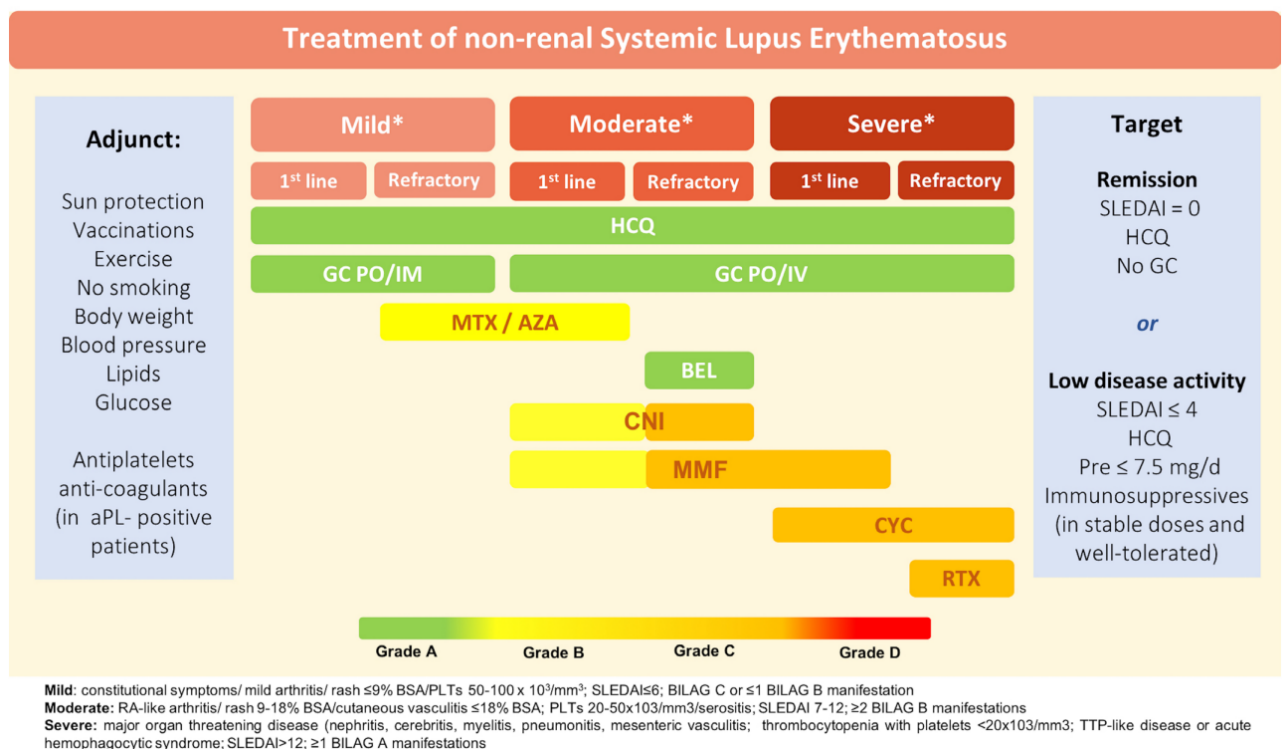 Treatment of non-renal Systemic Lupus Erythematosus
Adjunct:
Sun protection
Vaccinations
Exercise
No smoking
Body weight
Blood pressure
Lipids
Glucose
Antiplatelets
anti-coagulants
(in aPL- positive
patients)
Mild* Moderate* Severe*
1st line Refractory 1st line Refractory 1st line Refractory
HCQ
GC PO/IM GC PO/IV
MTX / AZA
BEL
CNI
MMF
CYC
RTX
Grade A Grade B Grade C Grade D
Target
Remission
SLEDAI = 0
HCQ
No GC
or
Low disease activity
SLEDAI ≤ 4
HCQ
Pre ≤ 7.5 mg/d
Immunosuppressives
(in stable doses and
well-tolerated)
Mild: constitutional symptoms/ mild arthritis/ rash ≤9% BSA/PLTs 50-100 x 10³/mm³; SLEDAI≤6; BILAG C or ≤1 BILAG B manifestation
Moderate: RA-like arthritis/ rash 9-18% BSA/cutaneous vasculitis ≤18% BSA; PLTs 20-50x103/mm3/serositis; SLEDAI 7-12; ≥2 BILAG B manifestations
Severe: major organ threatening disease (nephritis, cerebritis, myelitis, pneumonitis, mesenteric vasculitis; thrombocytopenia with platelets <20x103/mm3; TTP-like disease or acute
hemophagocytic syndrome; SLEDAI>12; ≥1 BILAG A manifestations